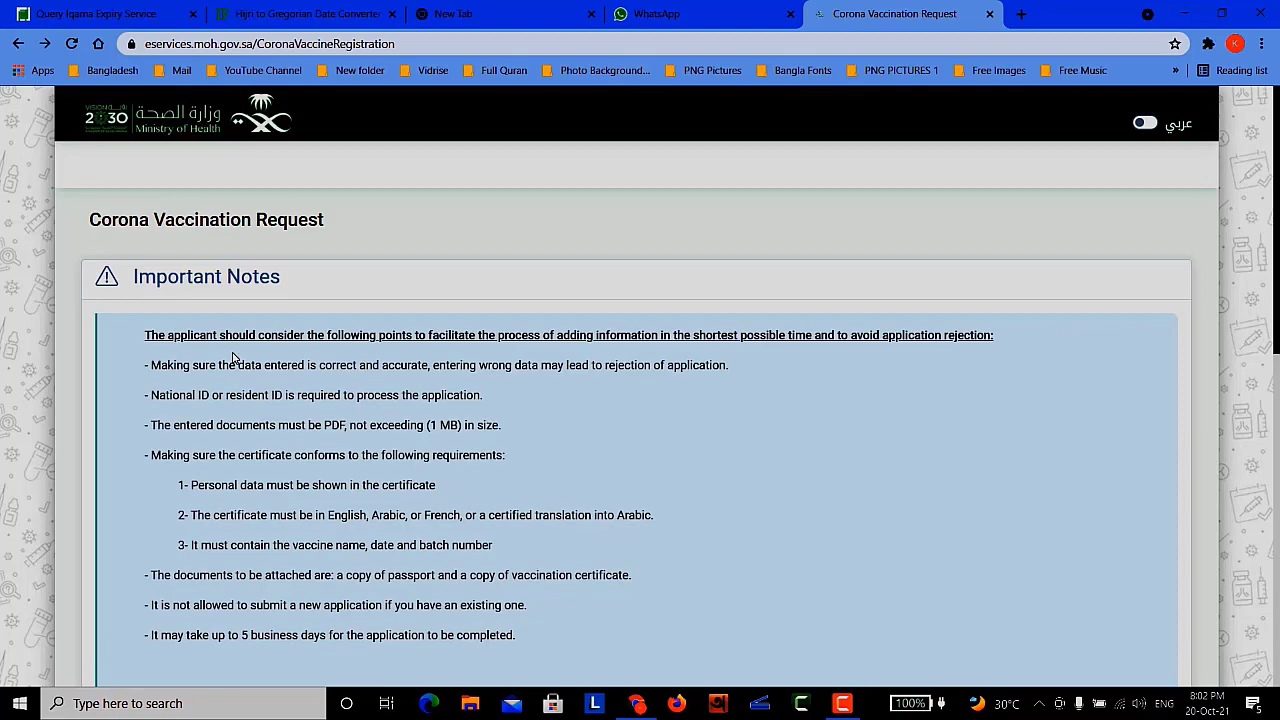 Query Iqama Expiry Service
Hijri to Gregorian Date Converter
New Tab
WhatsApp
Corona Vaccination Request
eservices.moh.gov.sa/CoronaVaccineRegistration
K
Apps
Bangladesh
Mail
YouTube Channel
New folder
Vidrise
Full Quran
Photo Background...
PNG Pictures
Bangla Fonts
PNG PICTURES 1
Free Images
Free Music
»
Reading list
VISION رؤية
2030
وزارة الصحة
Ministry of Health
عربي
Corona Vaccination Request
Important Notes
The applicant should consider the following points to facilitate the process of adding information in the shortest possible time and to avoid application rejection:
- Making sure the data entered is correct and accurate, entering wrong data may lead to rejection of application.
- National ID or resident ID is required to process the application.
- The entered documents must be PDF, not exceeding (1 MB) in size.
- Making sure the certificate conforms to the following requirements:
1- Personal data must be shown in the certificate
2- The certificate must be in English, Arabic, or French, or a certified translation into Arabic.
3- It must contain the vaccine name, date and batch number
- The documents to be attached are: a copy of passport and a copy of vaccination certificate.
- It is not allowed to submit a new application if you have an existing one.
- It may take up to 5 business days for the application to be completed.
Type here to search
L
100%
30°C
ENG
8:02 PM
20-Oct-21
5